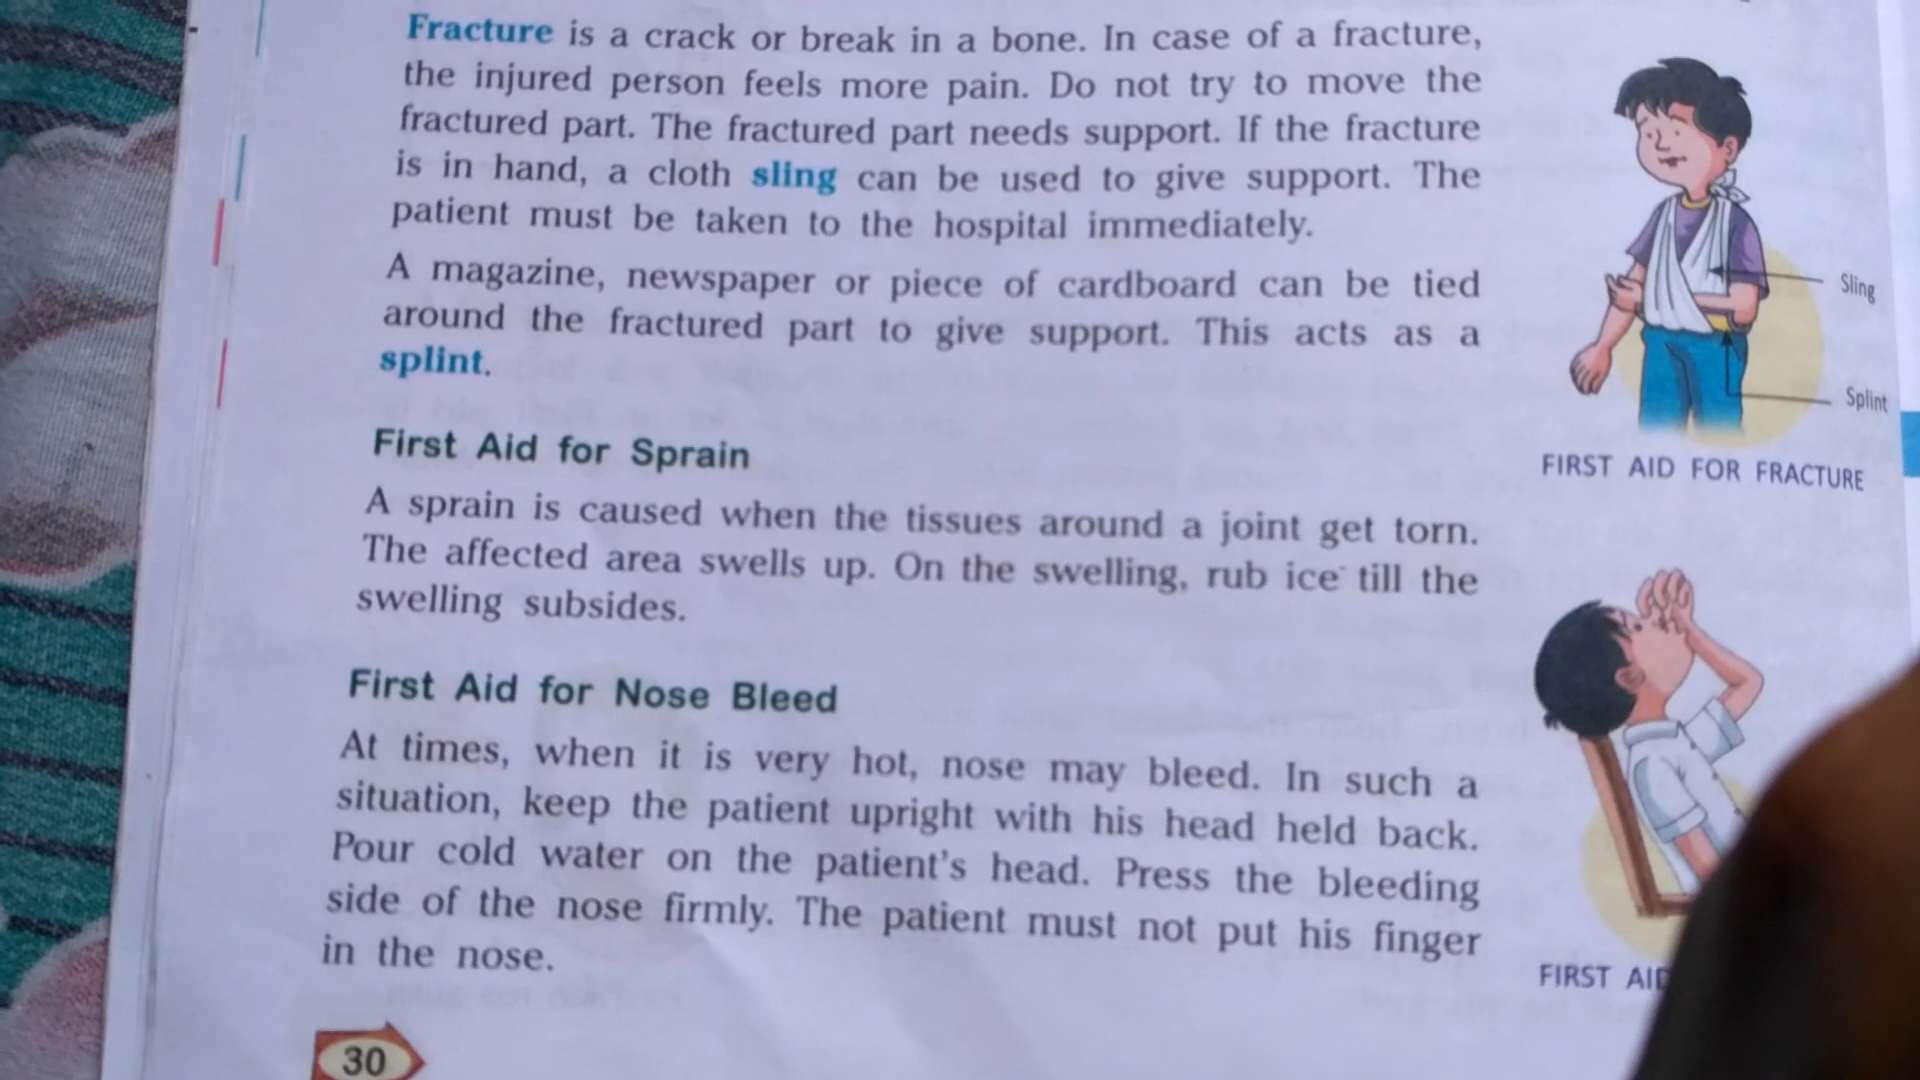 Fracture is a crack or break in a bone. In case of a fracture,
the injured person feels more pain. Do not try to move the
fractured part. The fractured part needs support. If the fracture
is in hand, a cloth sling can be used to give support. The
patient must be taken to the hospital immediately.
A magazine, newspaper or piece of cardboard can be tied
around the fractured part to give support. This acts as a
splint.
Sling
Splint
FIRST AID FOR FRACTURE
First Aid for Sprain
A sprain is caused when the tissues around a joint get torn.
The affected area swells up. On the swelling, rub ice till the
swelling subsides.
First Aid for Nose Bleed
At times, when it is very hot, nose may bleed. In such a
situation, keep the patient upright with his head held back.
Pour cold water on the patient's head. Press the bleeding
side of the nose firmly. The patient must not put his finger
in the nose.
FIRST AID
30